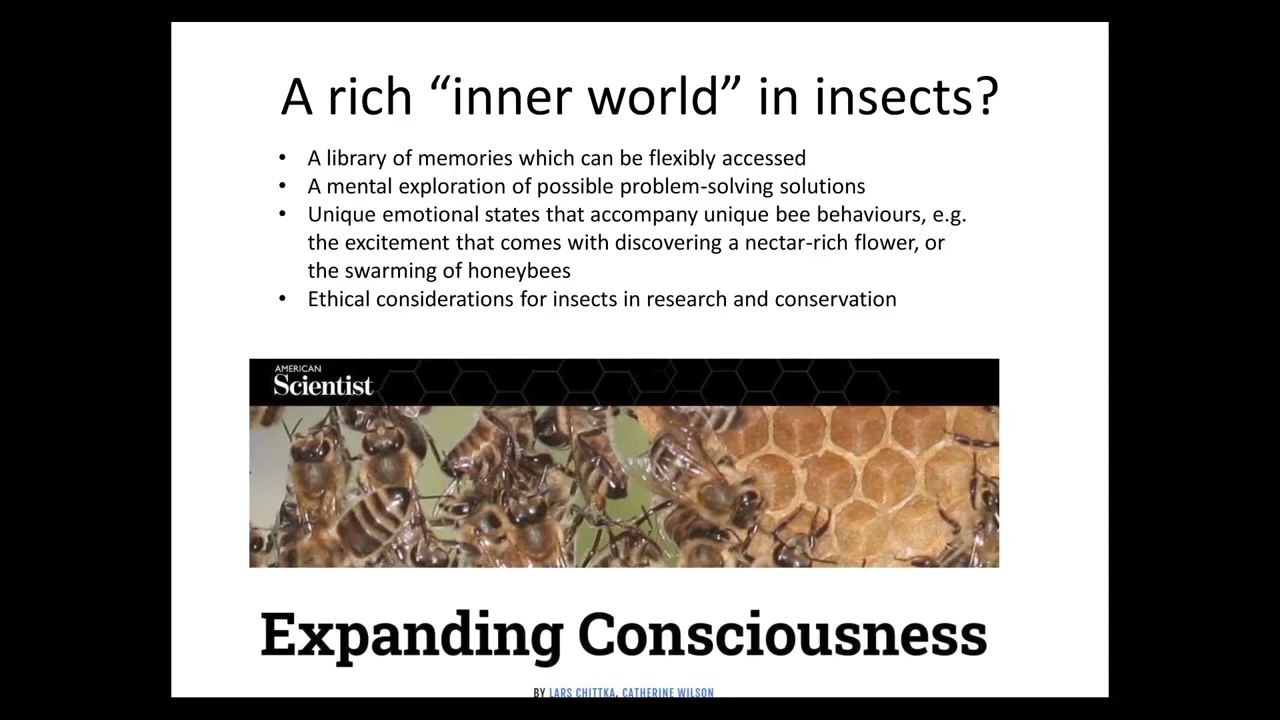 A rich “inner world” in insects?
• A library of memories which can be flexibly accessed
• A mental exploration of possible problem-solving solutions
• Unique emotional states that accompany unique bee behaviours, e.g.
the excitement that comes with discovering a nectar-rich flower, or
the swarming of honeybees
• Ethical considerations for insects in research and conservation
AMERICAN
Scientist
Expanding Consciousness
BY LARS CHITTKA, CATHERINE WILSON